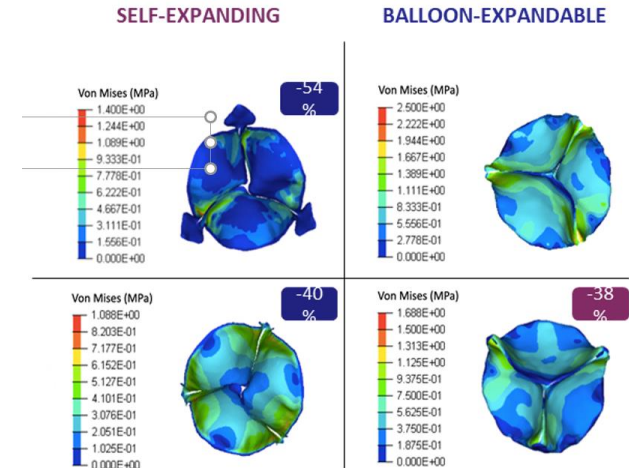 SELF-EXPANDING
BALLOON-EXPANDABLE
Von Mises (MPa)
1.400E+00
1.244E+00
1.089E+00
9.333E-01
7.778E-01
6.222E-01
4.667E-01
3.111E-01
1.556E-01
0.000E+00
-54
%
Von Mises (MPa)
2.500E+00
2.222E+00
1.944E+00
1.667E+00
1.389E+00
1.111E+00
8.333E-01
5.556E-01
2.778E-01
0.000E+00
Von Mises (MPa)
1.088E+00
8.203E-01
7.177E-01
6.152E-01
5.127E-01
4.101E-01
3.076E-01
2.051E-01
1.025E-01
0.000E+00
-40
%
Von Mises (MPa)
1.688E+00
1.500E+00
1.313E+00
1.125E+00
9.375E-01
7.500E-01
5.625E-01
3.750E-01
1.875E-01
0.000E+00
-38
%